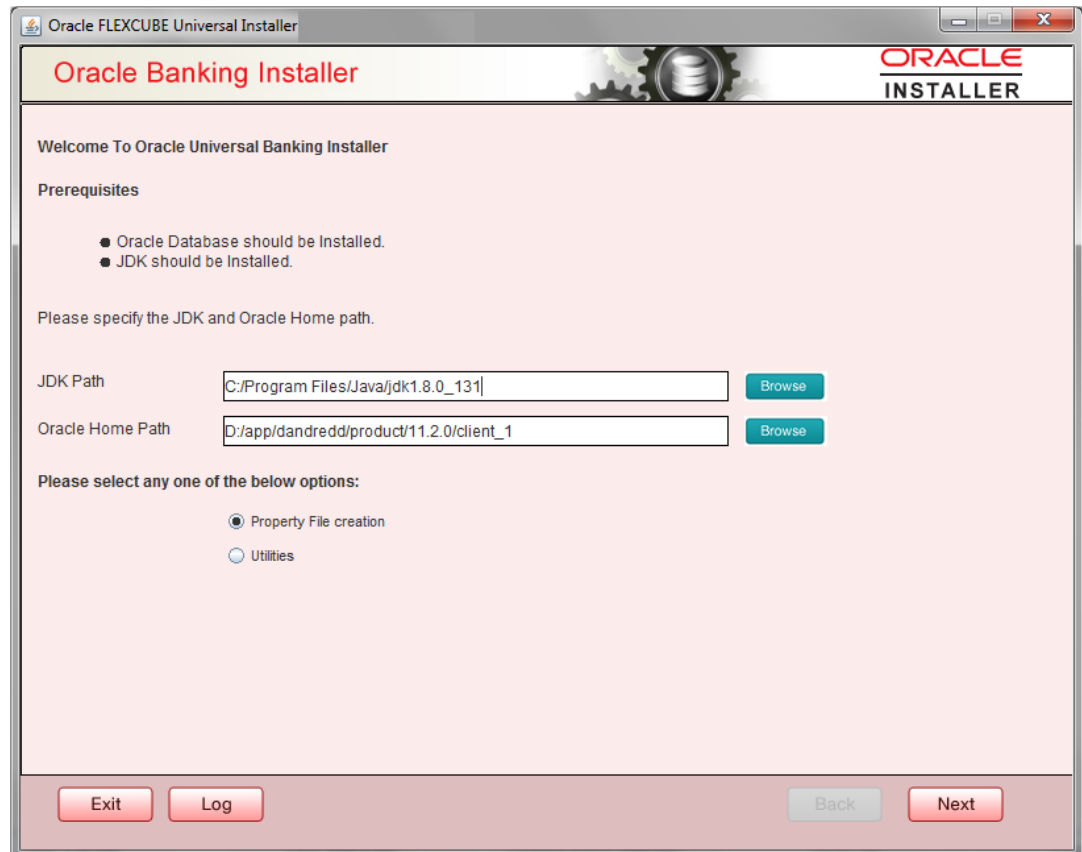 Oracle FLEXCUBE Universal Installer
Oracle Banking Installer
ORACLE
INSTALLER
Welcome To Oracle Universal Banking Installer
Prerequisites
Oracle Database should be Installed.
JDK should be Installed.
Please specify the JDK and Oracle Home path.
JDK Path
C:/Program Files/Java/jdk1.8.0_131
Browse
Oracle Home Path
D:/app/dandredd/product/11.2.0/client_1
Browse
Please select any one of the below options:
Property File creation
Utilities
Exit
Log
Back
Next